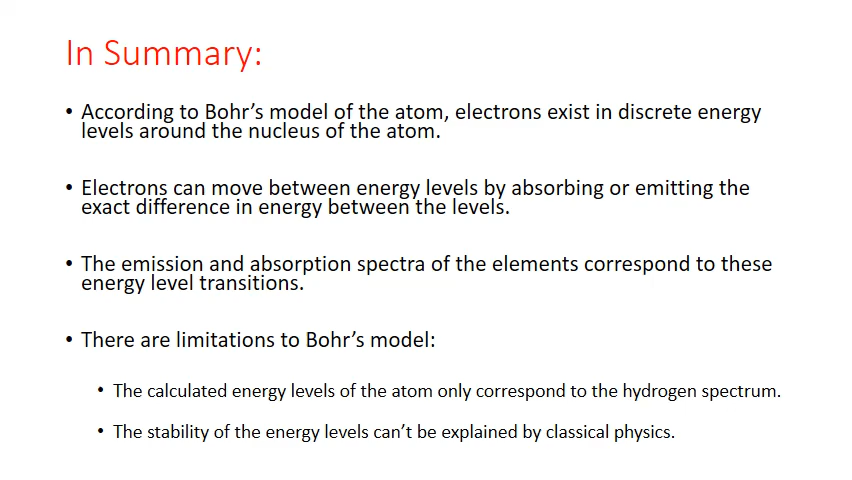 In Summary:
• According to Bohr’s model of the atom, electrons exist in discrete energy
levels around the nucleus of the atom.
• Electrons can move between energy levels by absorbing or emitting the
exact difference in energy between the levels.
• The emission and absorption spectra of the elements correspond to these
energy level transitions.
• There are limitations to Bohr’s model:
• The calculated energy levels of the atom only correspond to the hydrogen spectrum.
• The stability of the energy levels can’t be explained by classical physics.